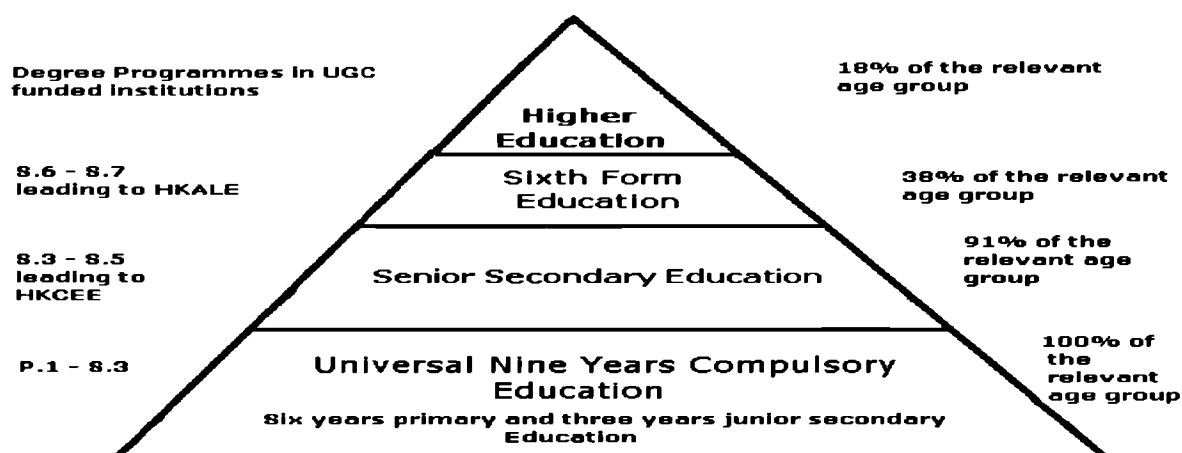 Degree Programmes in UGC
funded institutions
18% of the relevant
age group
Higher
Education
S.6 - S.7
leading to HKALE
Sixth Form
Education
38% of the relevant
age group
S.3 - S.5
leading to
HKCEE
Senior Secondary Education
91% of the
relevant age
group
P.1 - S.3
Universal Nine Years Compulsory
Education
Six years primary and three years junior secondary
Education
100% of
the
relevant
age group